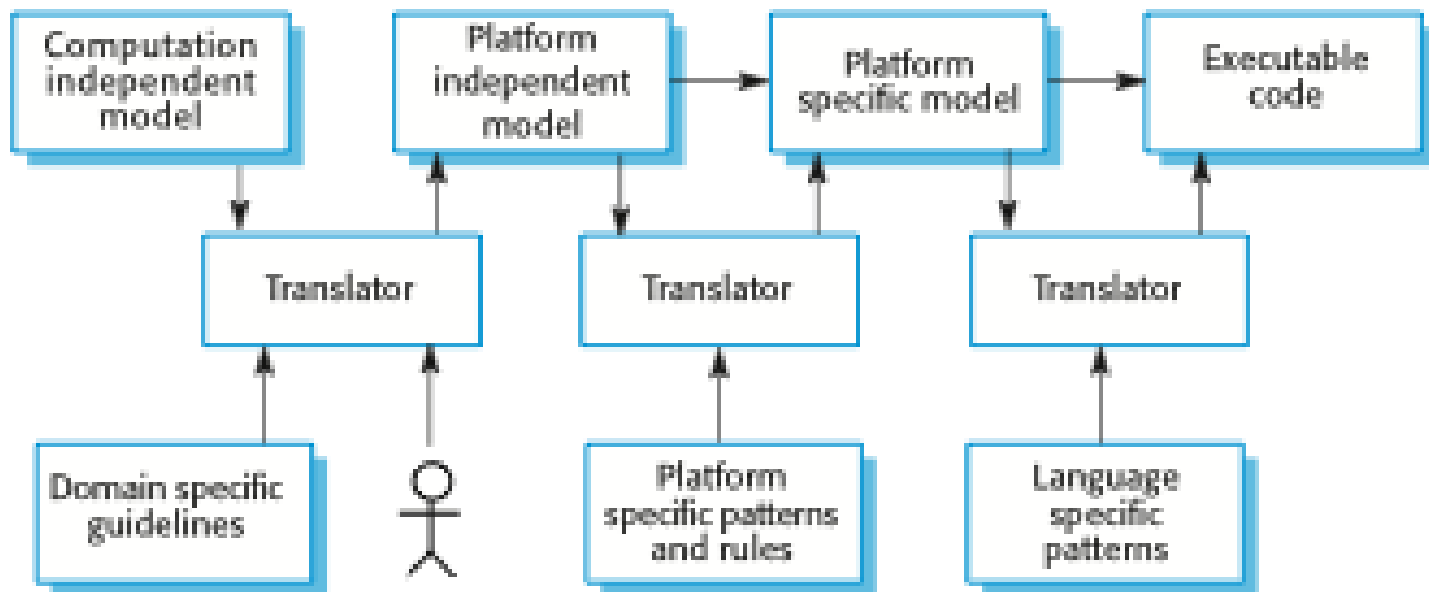 Computation
independent
model
Platform
independent
model
Platform
specific model
Executable
code
Translator
Translator
Translator
Domain specific
guidelines
Platform
specific patterns
and rules
Language
specific
patterns